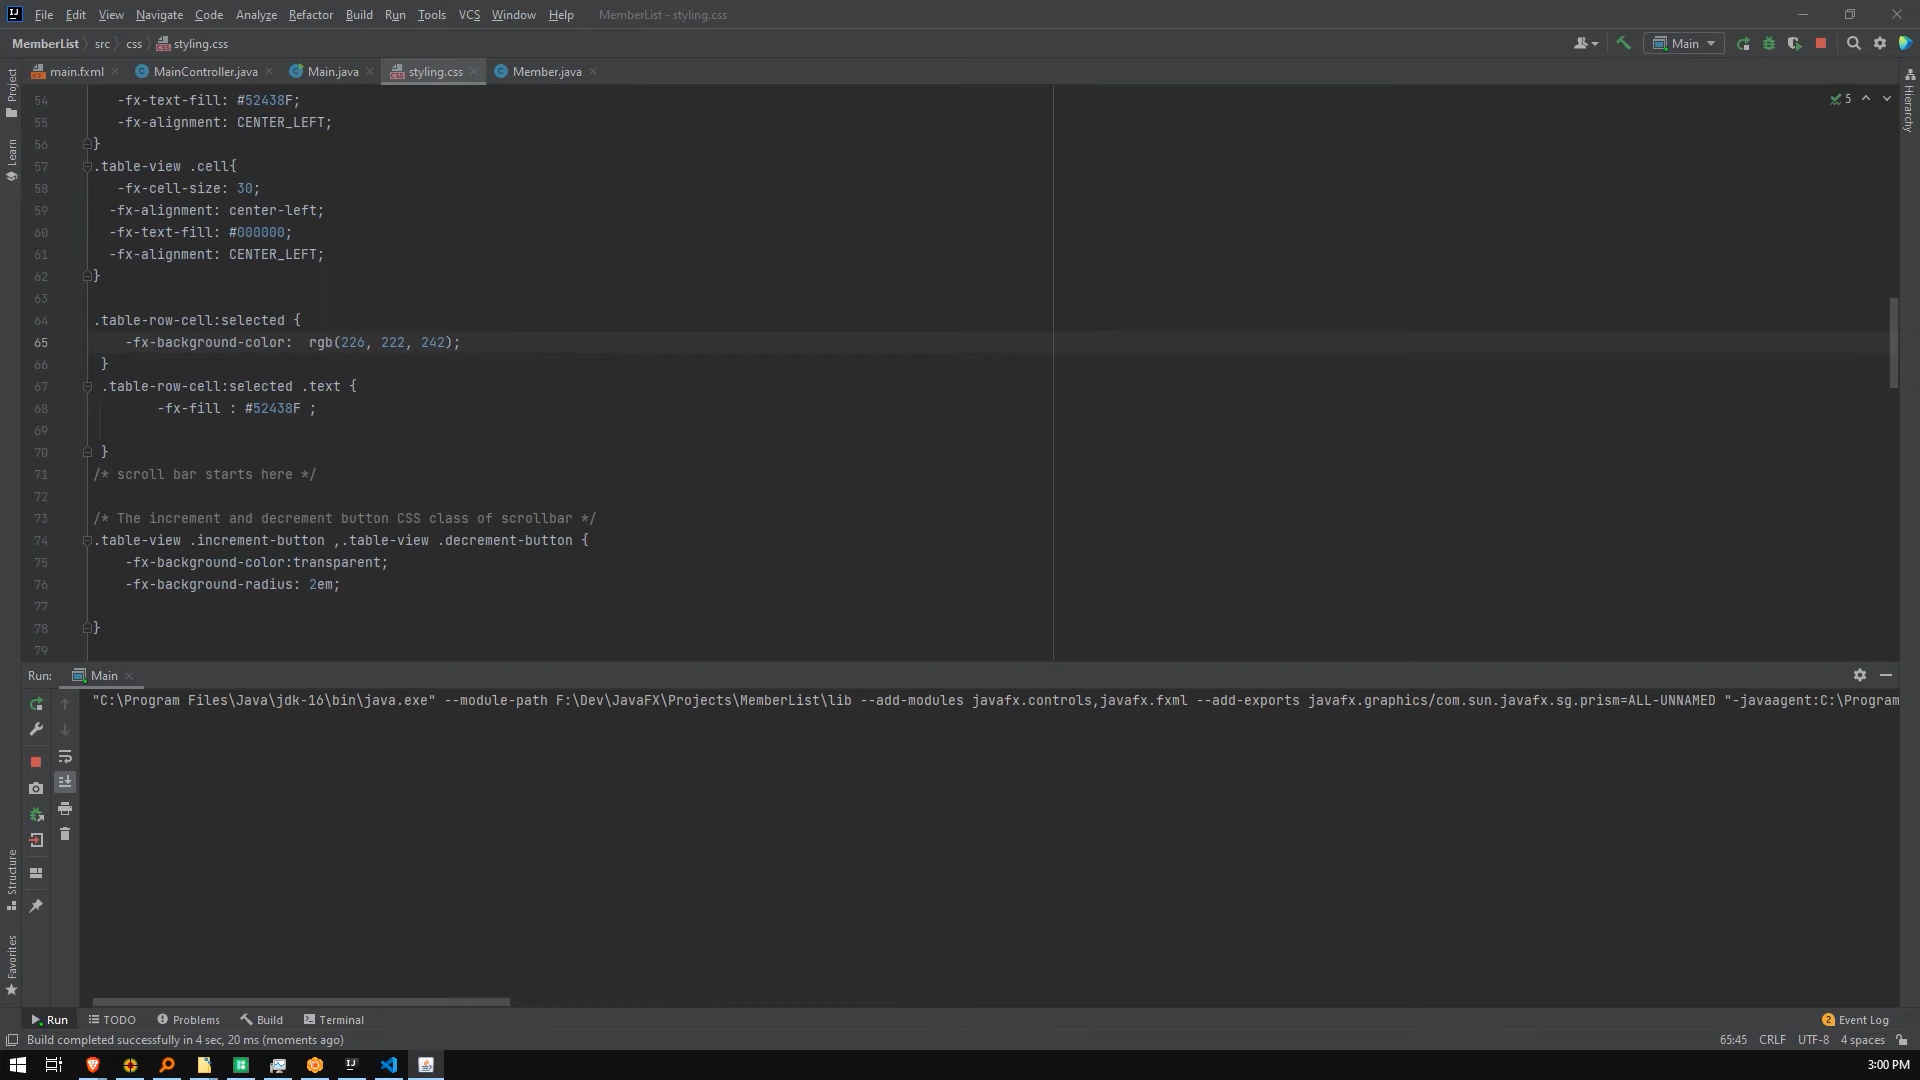 File Edit View Navigate Code Analyze Refactor Build Run Tools VCS Window Help MemberList - styling.css
MemberList src css styling.css Main
main.fxml MainController.java Main.java styling.css Member.java
Project
Learn
Structure
Favorites
Hierarchy
5
54 -fx-text-fill: #52438F;
55 -fx-alignment: CENTER_LEFT;
56 }
57 .table-view .cell{
58 -fx-cell-size: 30;
59 -fx-alignment: center-left;
60 -fx-text-fill: #000000;
61 -fx-alignment: CENTER_LEFT;
62 }
63
64 .table-row-cell:selected {
65 -fx-background-color:  rgb(226, 222, 242);
66 }
67 .table-row-cell:selected .text {
68 -fx-fill : #52438F ;
69
70 }
71 /* scroll bar starts here */
72
73 /* The increment and decrement button CSS class of scrollbar */
74 .table-view .increment-button ,.table-view .decrement-button {
75 -fx-background-color:transparent;
76 -fx-background-radius: 2em;
77
78 }
79
Run: Main
"C:\Program Files\Java\jdk-16\bin\java.exe" --module-path F:\Dev\JavaFX\Projects\MemberList\lib --add-modules javafx.controls,javafx.fxml --add-exports javafx.graphics/com.sun.javafx.sg.prism=ALL-UNNAMED "-javaagent:C:\Program
Run TODO Problems Build Terminal 2 Event Log
Build completed successfully in 4 sec, 20 ms (moments ago) 65:45 CRLF UTF-8 4 spaces
3:00 PM